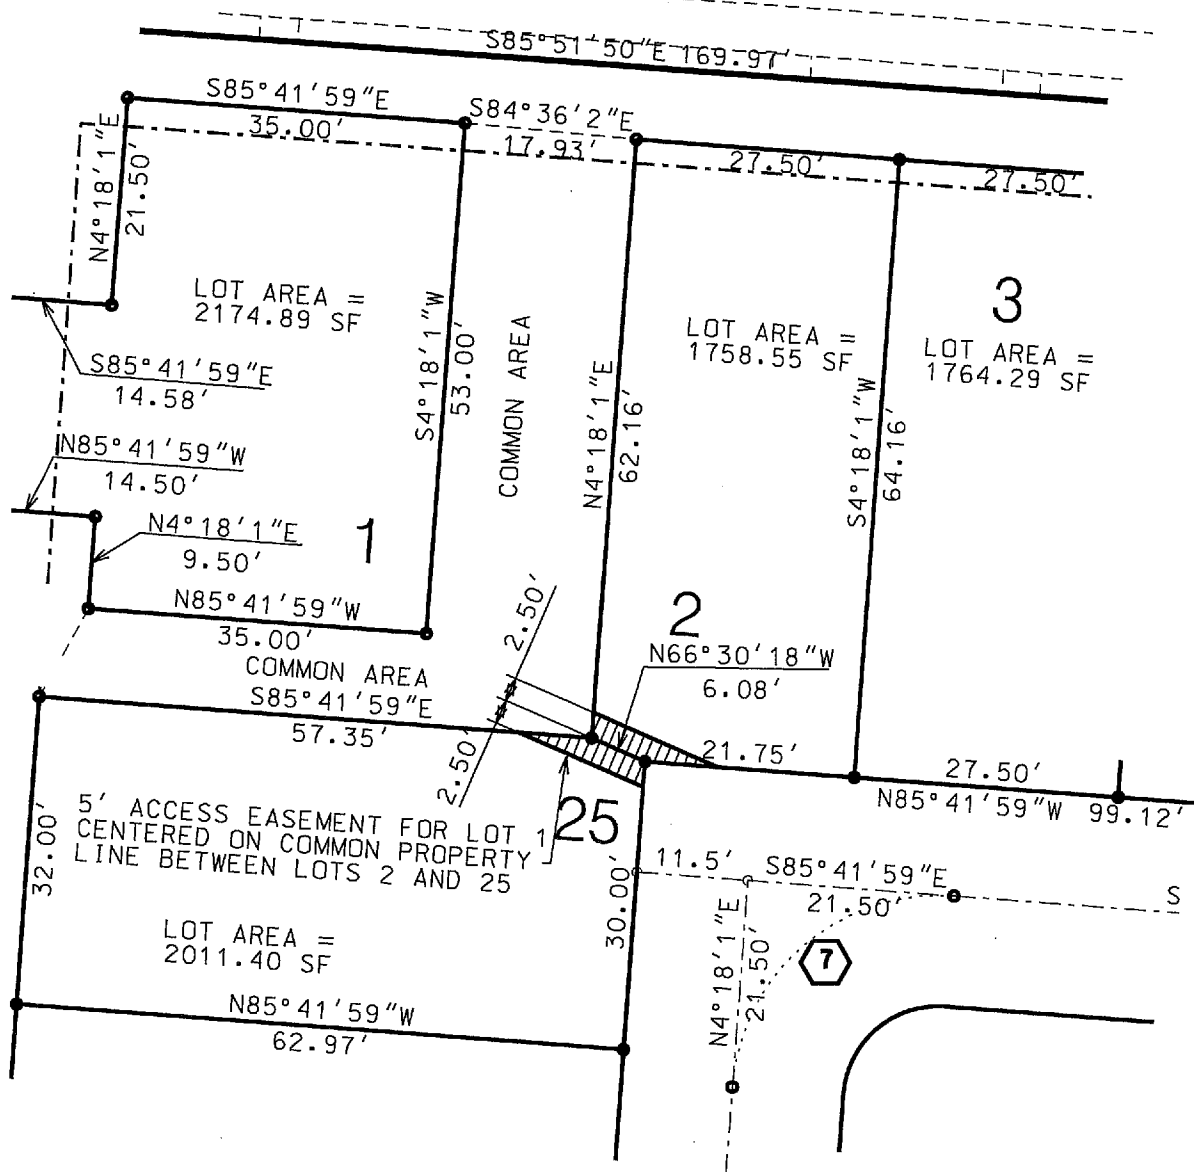 S85°51'50"E 169.97'
S85°41'59"E
35.00'
S84°36'2"E
17.93'
27.50'
27.50'
N4°18'1"E
21.50'
LOT AREA =
2174.89 SF
S4°18'1"W
53.00'
COMMON AREA
N4°18'1"E
62.16'
LOT AREA =
1758.55 SF
S4°18'1"W
64.16'
3
LOT AREA =
1764.29 SF
S85°41'59"E
14.58'
N85°41'59"W
14.50'
N4°18'1"E
9.50'
1
N85°41'59"W
35.00'
COMMON AREA
S85°41'59"E
57.35'
2.50'
2.50'
2
N66°30'18"W
6.08'
21.75'
27.50'
N85°41'59"W 99.12'
32.00'
5' ACCESS EASEMENT FOR LOT 1
CENTERED ON COMMON PROPERTY
LINE BETWEEN LOTS 2 AND 25
25
30.00'
11.5'
S85°41'59"E
21.50'
S
N4°18'1"E
21.50'
7
LOT AREA =
2011.40 SF
N85°41'59"W
62.97'